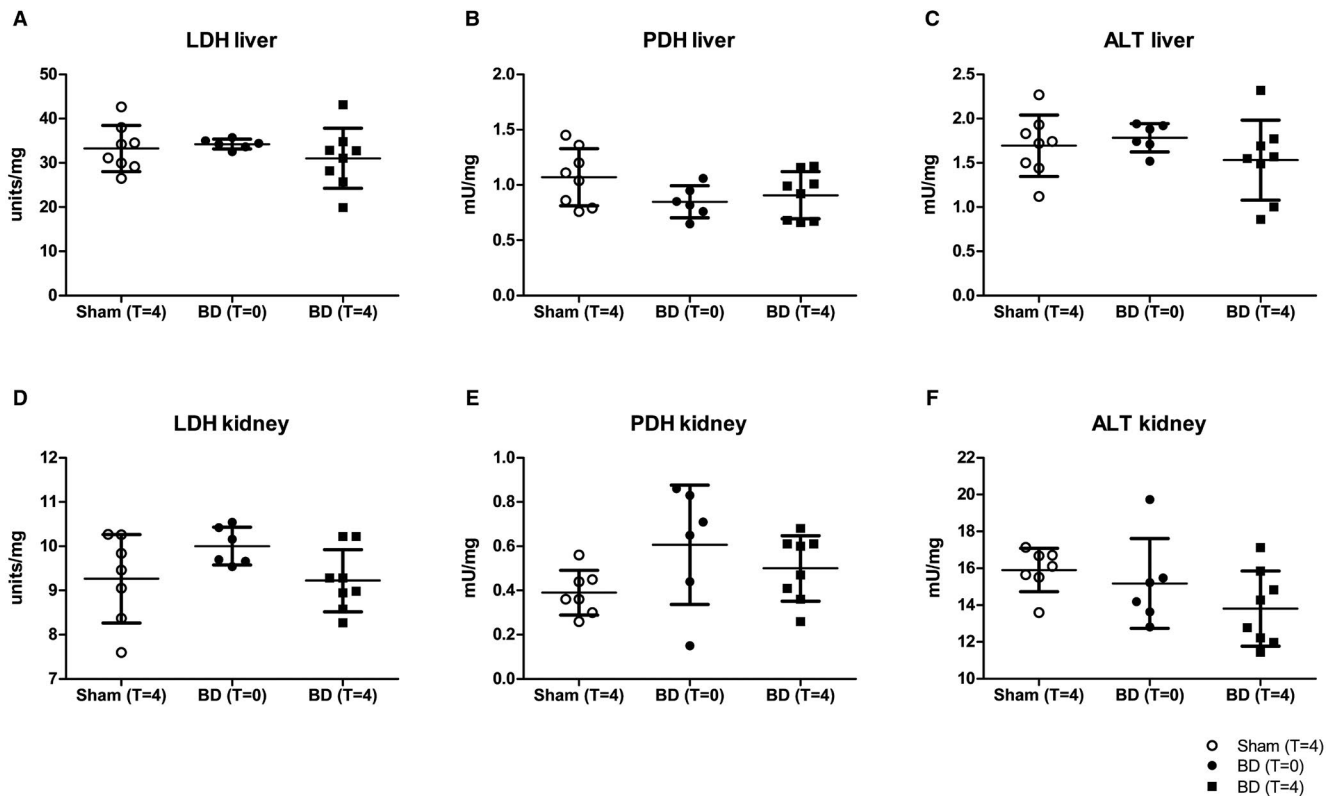 A
B
C
LDH liver
PDH liver
ALT liver
units/mg
50
40
30
20
10
0
Sham (T=4) BD (T=0) BD (T=4)
mU/mg
2.0
1.5
1.0
0.5
0.0
Sham (T=4) BD (T=0) BD (T=4)
mU/mg
2.5
2.0
1.5
1.0
0.5
0.0
Sham (T=4) BD (T=0) BD (T=4)
D
E
F
LDH kidney
PDH kidney
ALT kidney
units/mg
12
11
10
9
8
7
Sham (T=4) BD (T=0) BD (T=4)
mU/mg
1.0
0.8
0.6
0.4
0.2
0.0
Sham (T=4) BD (T=0) BD (T=4)
mU/mg
22
20
18
16
14
12
10
Sham (T=4) BD (T=0) BD (T=4)
Sham (T=4)
BD (T=0)
BD (T=4)